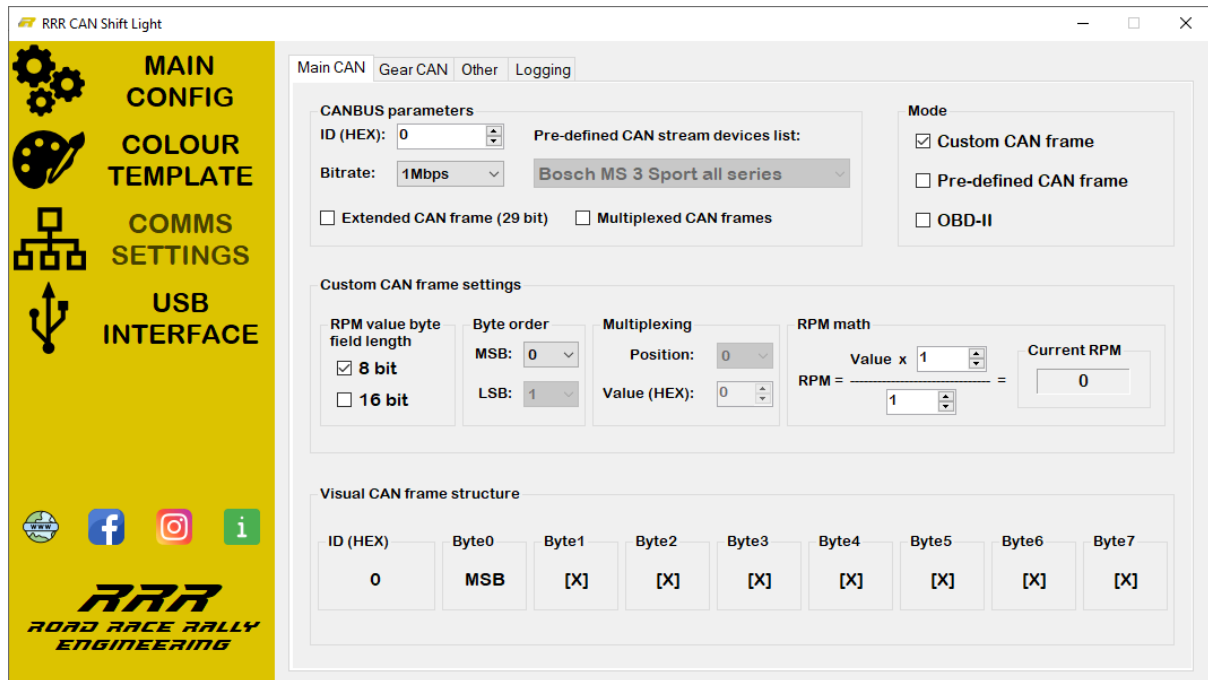 RRR CAN Shift Light
MAIN
CONFIG
COLOUR
TEMPLATE
COMMS
SETTINGS
USB
INTERFACE
www
i
RRR
ROAD RACE RALLY
ENGINEERING
Main CAN Gear CAN Other Logging
CANBUS parameters
ID (HEX): 0
Pre-defined CAN stream devices list:
Bitrate: 1Mbps
Bosch MS 3 Sport all series
Extended CAN frame (29 bit)
Multiplexed CAN frames
Mode
Custom CAN frame
Pre-defined CAN frame
OBD-II
Custom CAN frame settings
RPM value byte
field length
8 bit
16 bit
Byte order
MSB: 0
LSB: 1
Multiplexing
Position: 0
Value (HEX): 0
RPM math
Value x 1
RPM = ------------------------------- =
1
Current RPM
0
Visual CAN frame structure
ID (HEX) Byte0 Byte1 Byte2 Byte3 Byte4 Byte5 Byte6 Byte7
0 MSB [X] [X] [X] [X] [X] [X] [X]